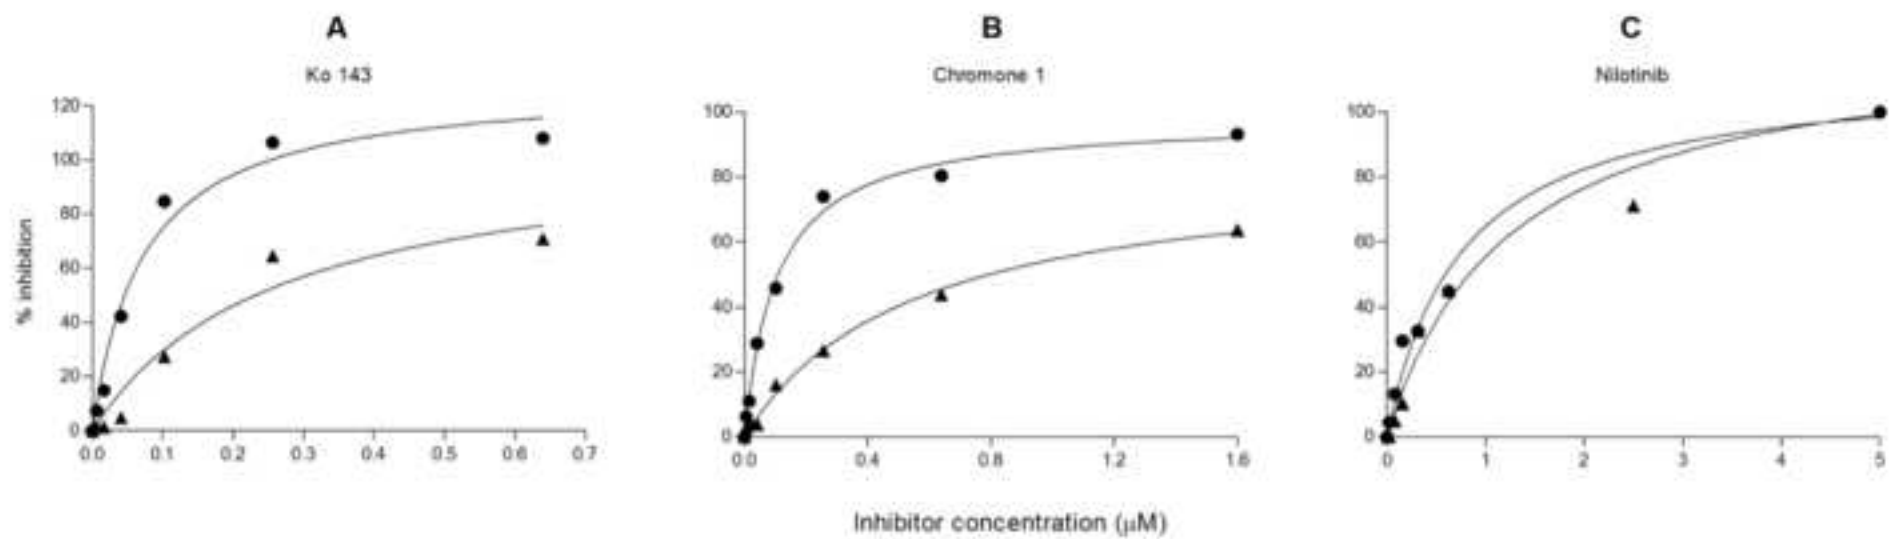 A
B
C
Ko 143
Chromone 1
Nilotinib
% inhibition
120
100
80
60
40
20
0
0.0 0.1 0.2 0.3 0.4 0.5 0.6 0.7
100
80
60
40
20
0
0.0 0.4 0.8 1.2 1.6
100
80
60
40
20
0
0 1 2 3 4 5
Inhibitor concentration (μM)